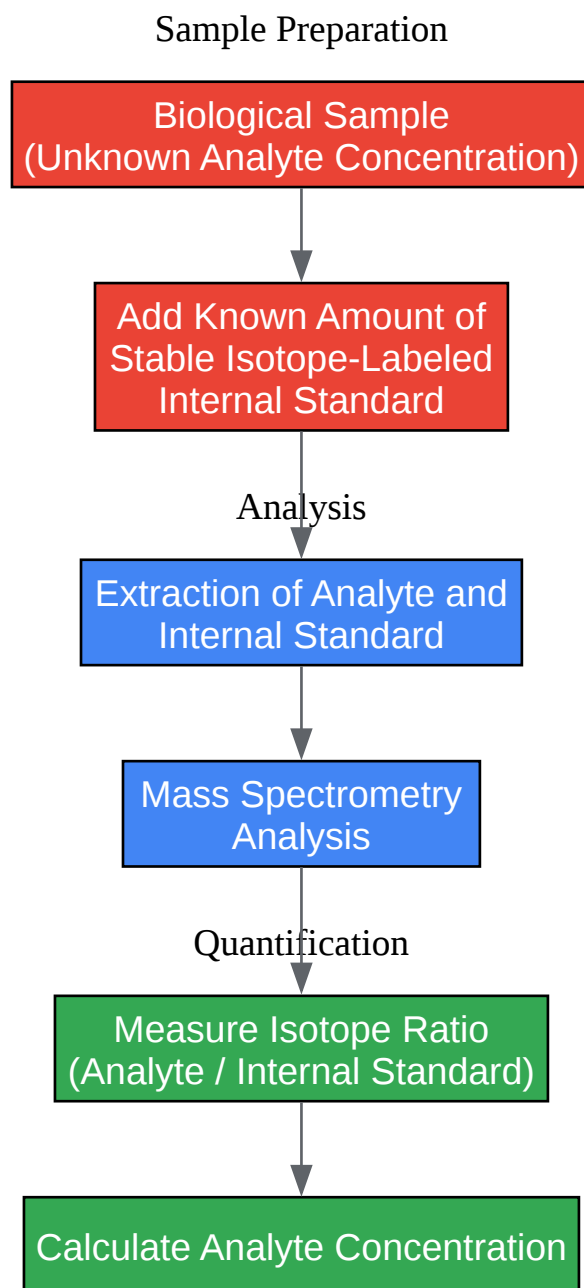 Sample Preparation
Biological Sample
(Unknown Analyte Concentration)
Add Known Amount of
Stable Isotope-Labeled
Internal Standard
Analysis
Extraction of Analyte and
Internal Standard
Mass Spectrometry
Analysis
Quantification
Measure Isotope Ratio
(Analyte / Internal Standard)
Calculate Analyte Concentration